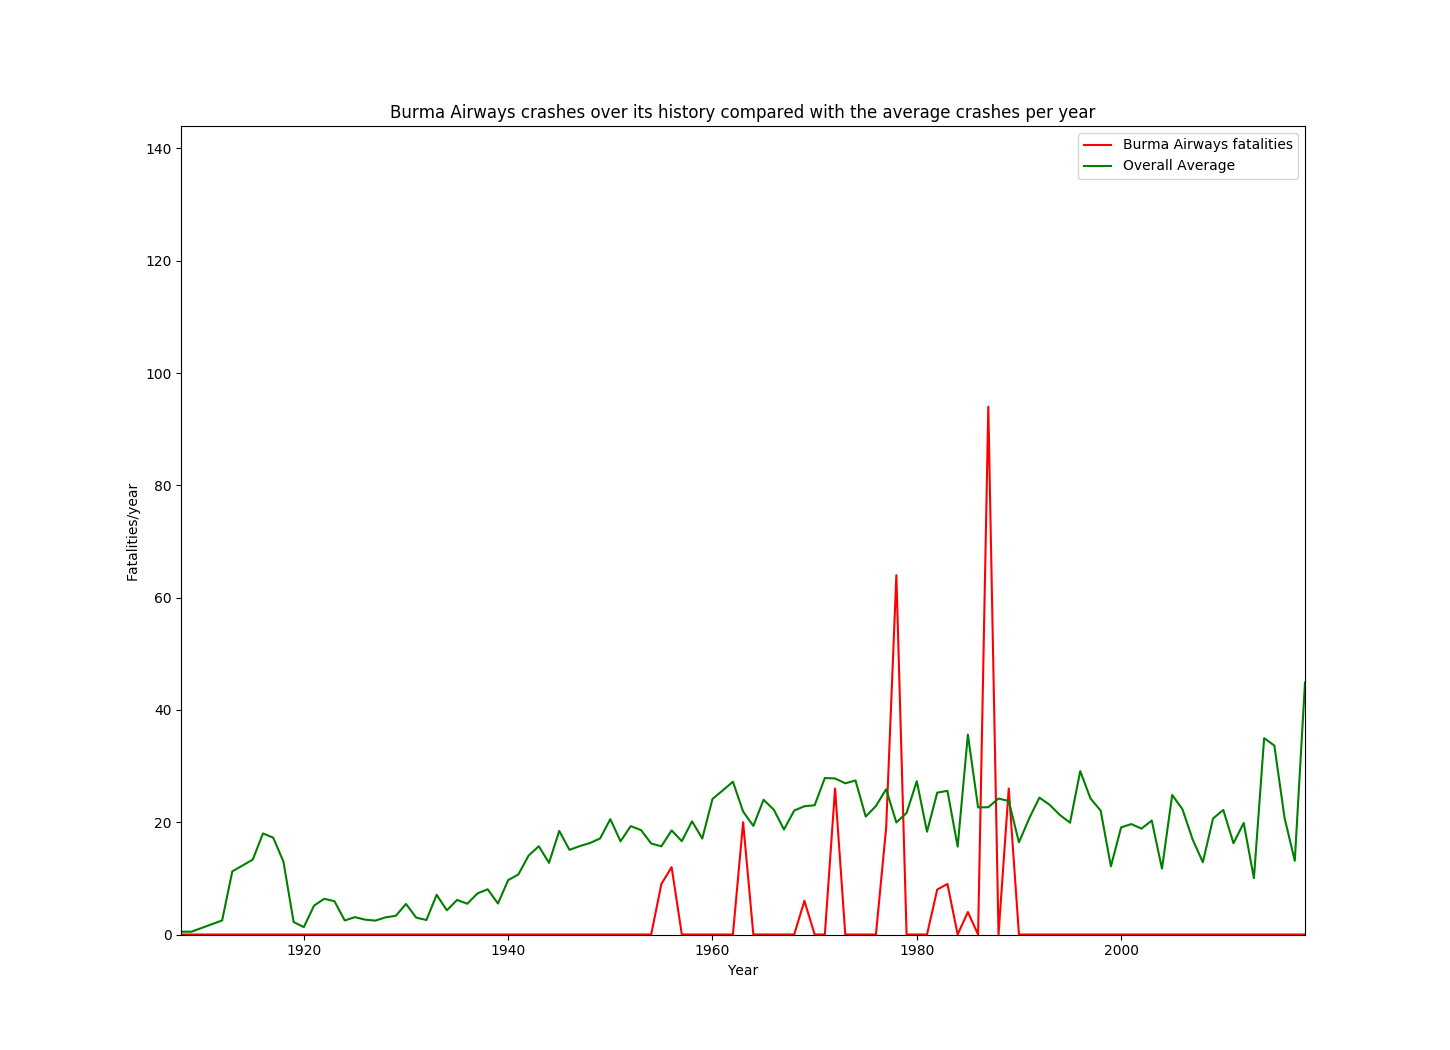 Burma Airways crashes over its history compared with the average crashes per year
Burma Airways fatalities
Overall Average
140
120
100
80
60
40
20
0
Fatalities/year
1920
1940
1960
1980
2000
Year